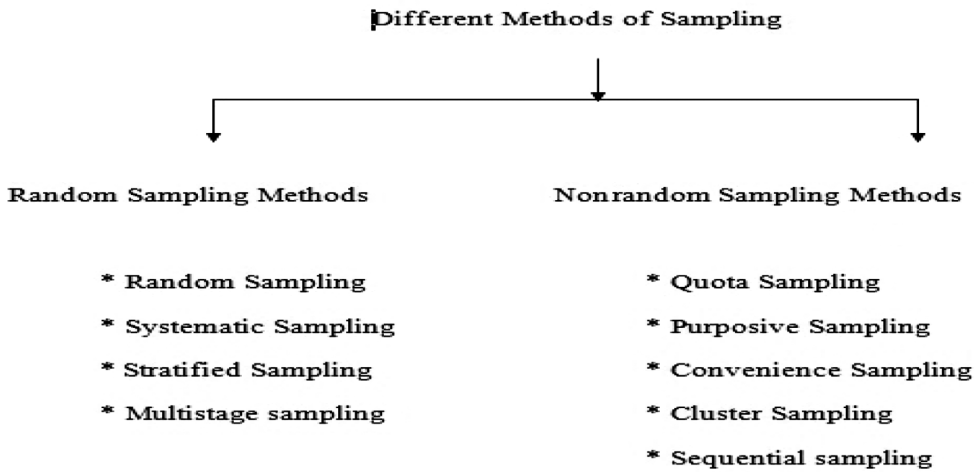 Different Methods of Sampling
Random Sampling Methods
* Random Sampling
* Systematic Sampling
* Stratified Sampling
* Multistage sampling
Nonrandom Sampling Methods
* Quota Sampling
* Purposive Sampling
* Convenience Sampling
* Cluster Sampling
* Sequential sampling